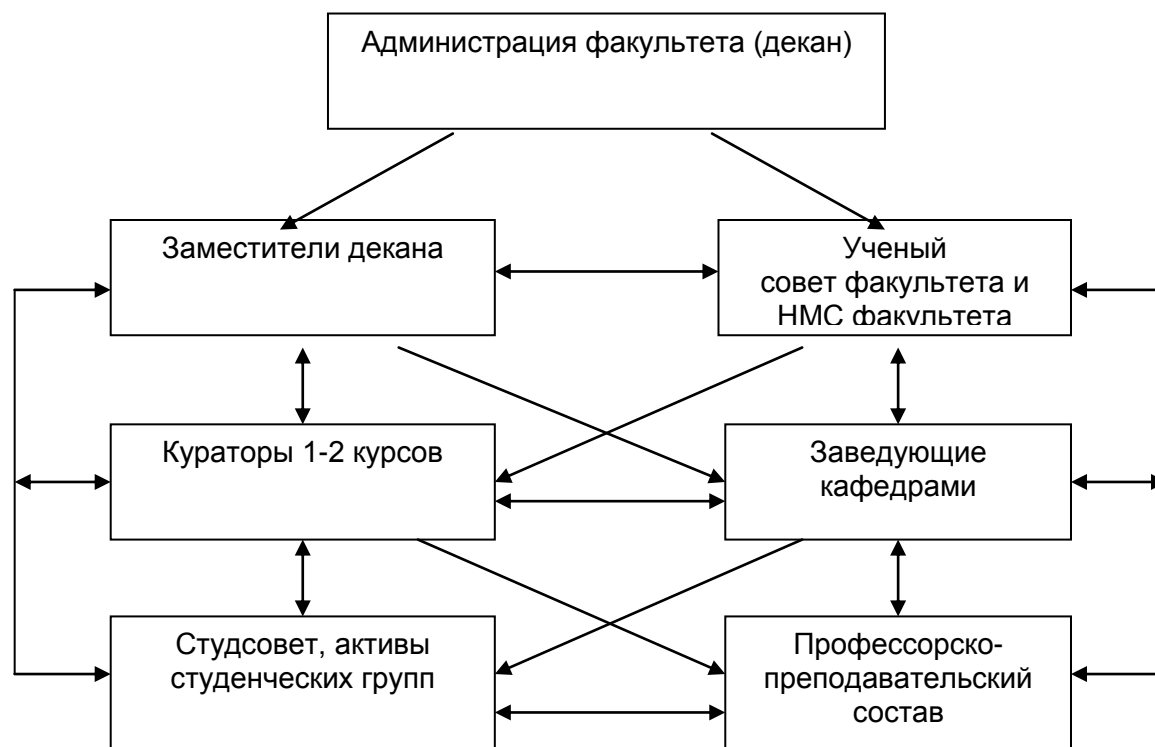 Администрация факультета (декан)
Заместители декана
Ученый
совет факультета и
НМС факультета
Кураторы 1-2 курсов
Заведующие
кафедрами
Студсовет, активы
студенческих групп
Профессорско-
преподавательский
состав